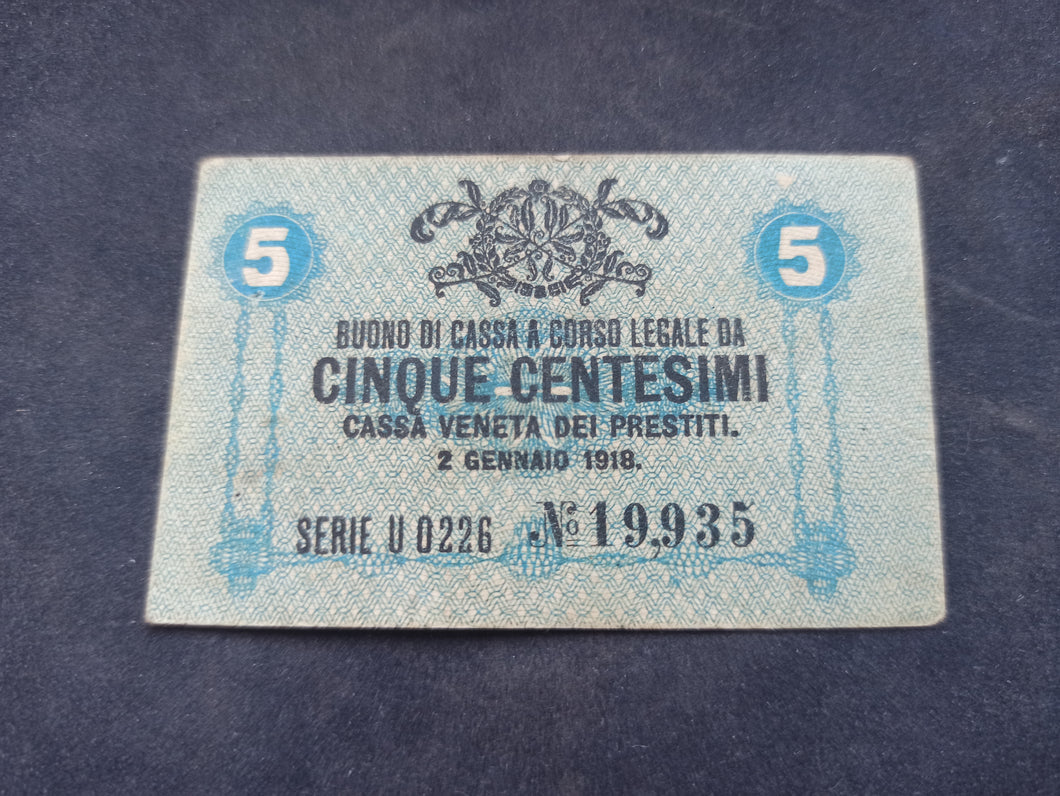 5 5
BUONO DI CASSA A CORSO LEGALE DA
CINQUE CENTESIMI
CASSA VENETA DEI PRESTITI.
2 GENNAIO 1918.
SERIE U 0226 № 19,935